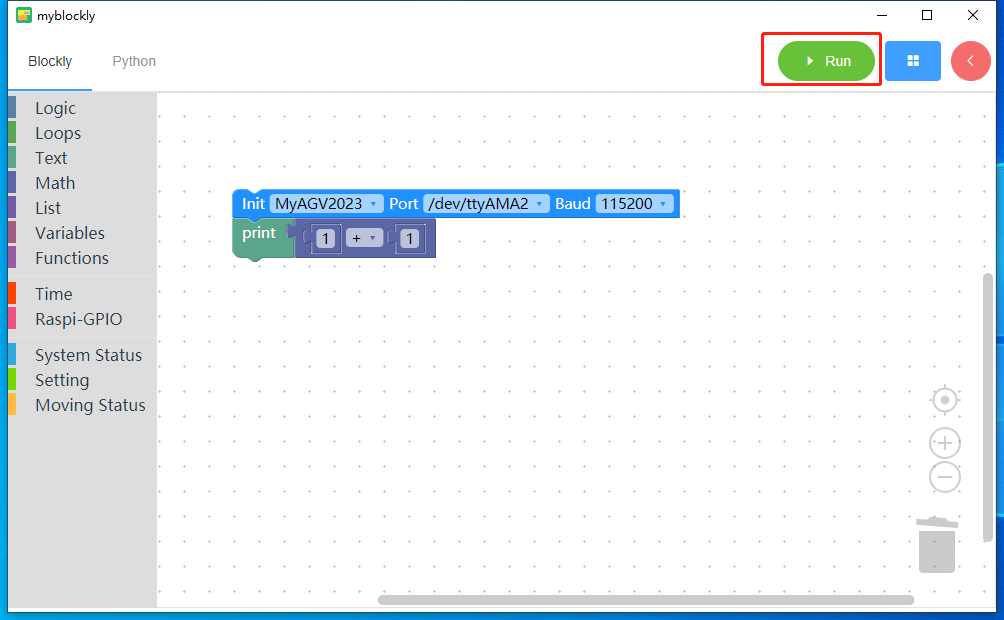 myblockly
Blockly Python
Run
Logic
Loops
Text
Math
List
Variables
Functions
Time
Raspi-GPIO
System Status
Setting
Moving Status
Init MyAGV2023 Port /dev/ttyAMA2 Baud 115200
print 1 + 1